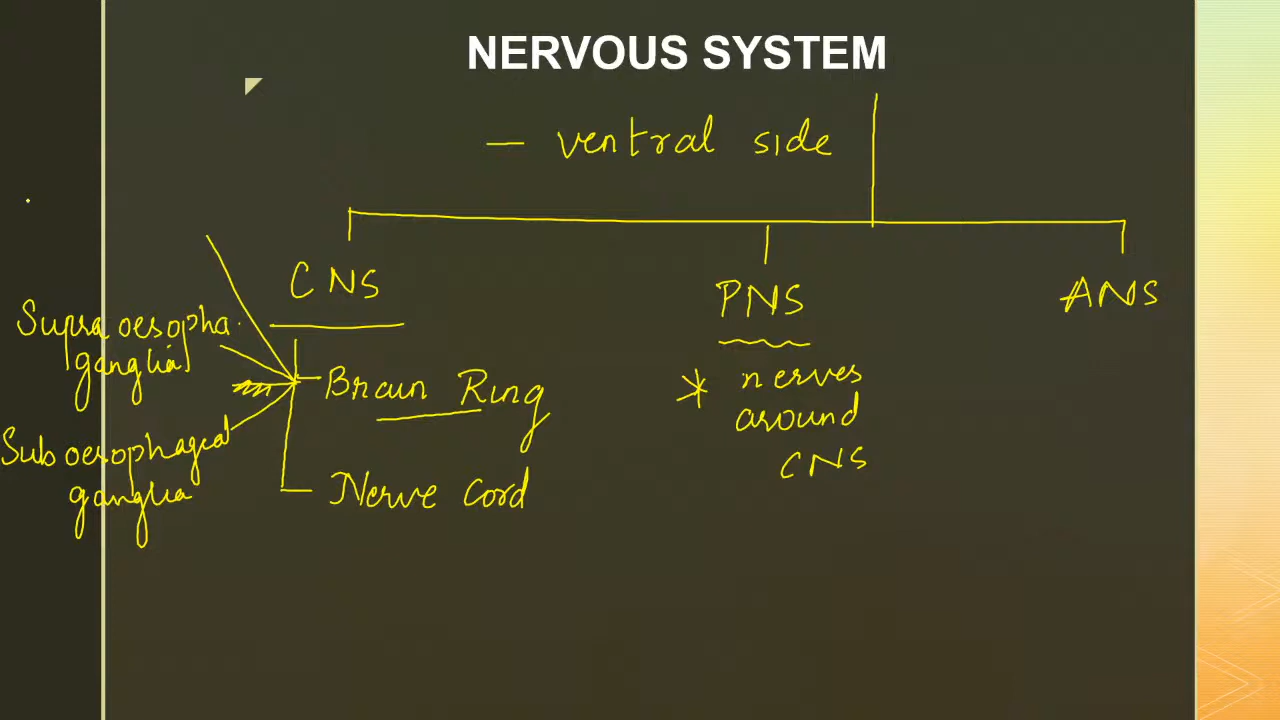 NERVOUS SYSTEM
— ventral side
CNS
PNS
ANS
Supra oesopha.
ganglia
Brain Ring
* nerves
around
CNS
Sub oesophageal
ganglia
Nerve Cord